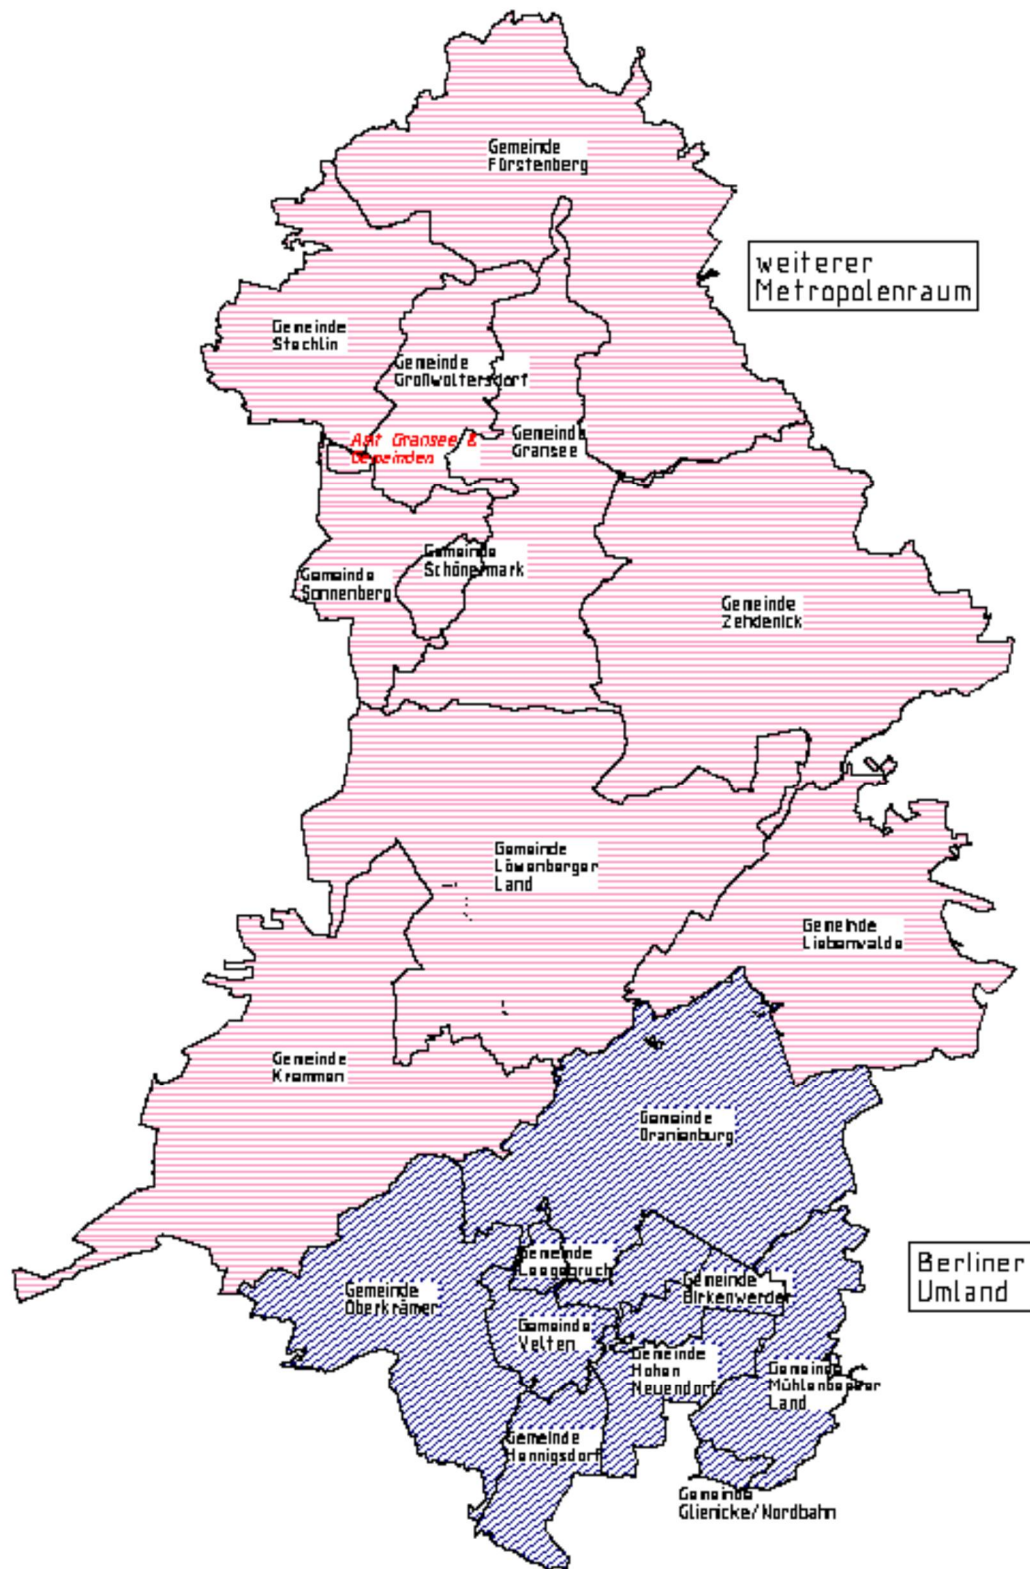 Gemeinde
Fürstenberg
weiterer
Metropolenraum
Gemeinde
Stechlin
Gemeinde
Großwoltersdorf
Amt Gransee &
Gemeinden
Gemeinde
Gransee
Gemeinde
Schönermark
Gemeinde
Sonnenberg
Gemeinde
Zehdenick
Gemeinde
Löwenberger
Land
Gemeinde
Liebenwalde
Gemeinde
Kremmen
Gemeinde
Oranienburg
Gemeinde
Leegebruch
Berliner
Umland
Gemeinde
Oberkrämer
Gemeinde
Birkenwerder
Gemeinde
Velten
Gemeinde
Hohen
Neuendorf
Gemeinde
Mühlenbecker
Land
Gemeinde
Hennigsdorf
Gemeinde
Glienicke/Nordbahn